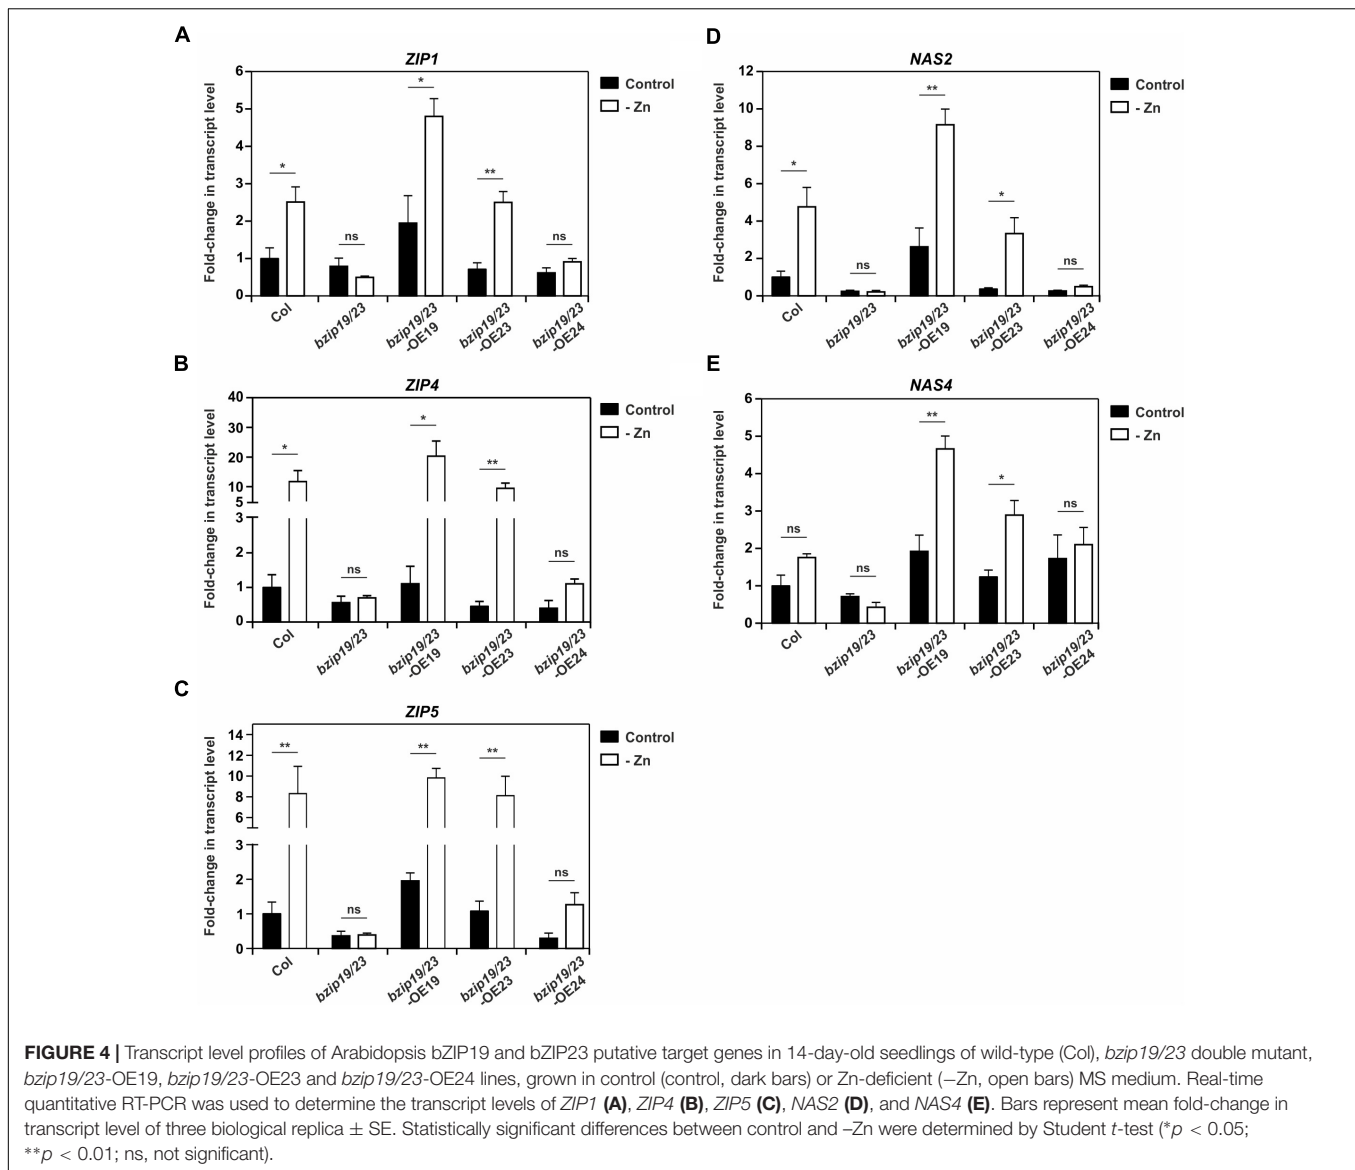 A
ZIP1
Fold-change in transcript level
6
5
4
3
2
1
0
*
ns
*
**
ns
Control
- Zn
Col
bzip19/23
bzip19/23
-OE19
bzip19/23
-OE23
bzip19/23
-OE24
B
ZIP4
Fold-change in transcript level
40
30
20
10
5
3
2
1
0
*
ns
*
**
ns
Control
- Zn
Col
bzip19/23
bzip19/23
-OE19
bzip19/23
-OE23
bzip19/23
-OE24
C
ZIP5
Fold-change in transcript level
14
12
10
8
6
3
2
1
0
**
ns
**
**
ns
Control
- Zn
Col
bzip19/23
bzip19/23
-OE19
bzip19/23
-OE23
bzip19/23
-OE24
D
NAS2
Fold-change in transcript level
12
10
8
6
4
2
0
*
ns
**
*
ns
Control
- Zn
Col
bzip19/23
bzip19/23
-OE19
bzip19/23
-OE23
bzip19/23
-OE24
E
NAS4
Fold-change in transcript level
6
5
4
3
2
1
0
ns
ns
**
*
ns
Control
- Zn
Col
bzip19/23
bzip19/23
-OE19
bzip19/23
-OE23
bzip19/23
-OE24
FIGURE 4 | Transcript level profiles of Arabidopsis bZIP19 and bZIP23 putative target genes in 14-day-old seedlings of wild-type (Col), bzip19/23 double mutant,
bzip19/23-OE19, bzip19/23-OE23 and bzip19/23-OE24 lines, grown in control (control, dark bars) or Zn-deficient (−Zn, open bars) MS medium. Real-time
quantitative RT-PCR was used to determine the transcript levels of ZIP1 (A), ZIP4 (B), ZIP5 (C), NAS2 (D), and NAS4 (E). Bars represent mean fold-change in
transcript level of three biological replica ± SE. Statistically significant differences between control and –Zn were determined by Student t-test (*p < 0.05;
**p < 0.01; ns, not significant).